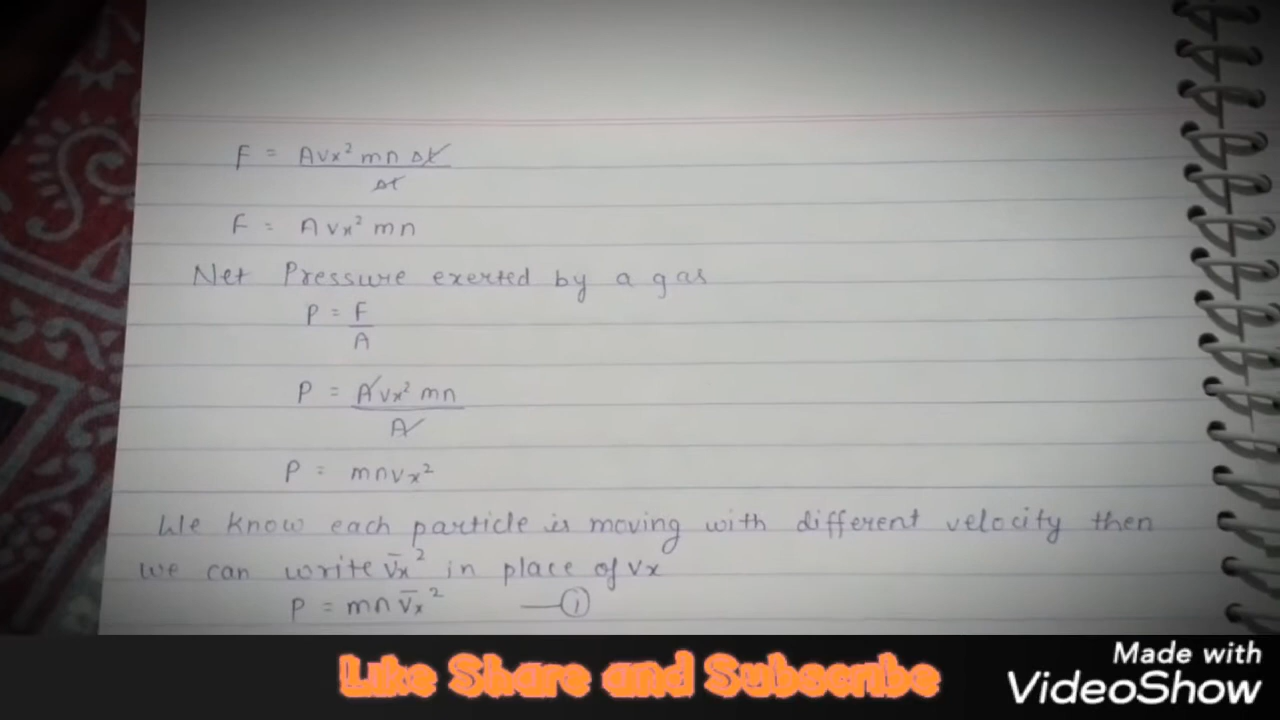 F = Avx² mn Δt
Δt
F = Avx² mn
Net Pressure exerted by a gas
P = F
A
P = Avx² mn
A
P = mnvx²
We know each particle is moving with different velocity then
we can write v̄x² in place of vx
P = mn v̄x² —①
Like Share and Subscribe
Made with
VideoShow